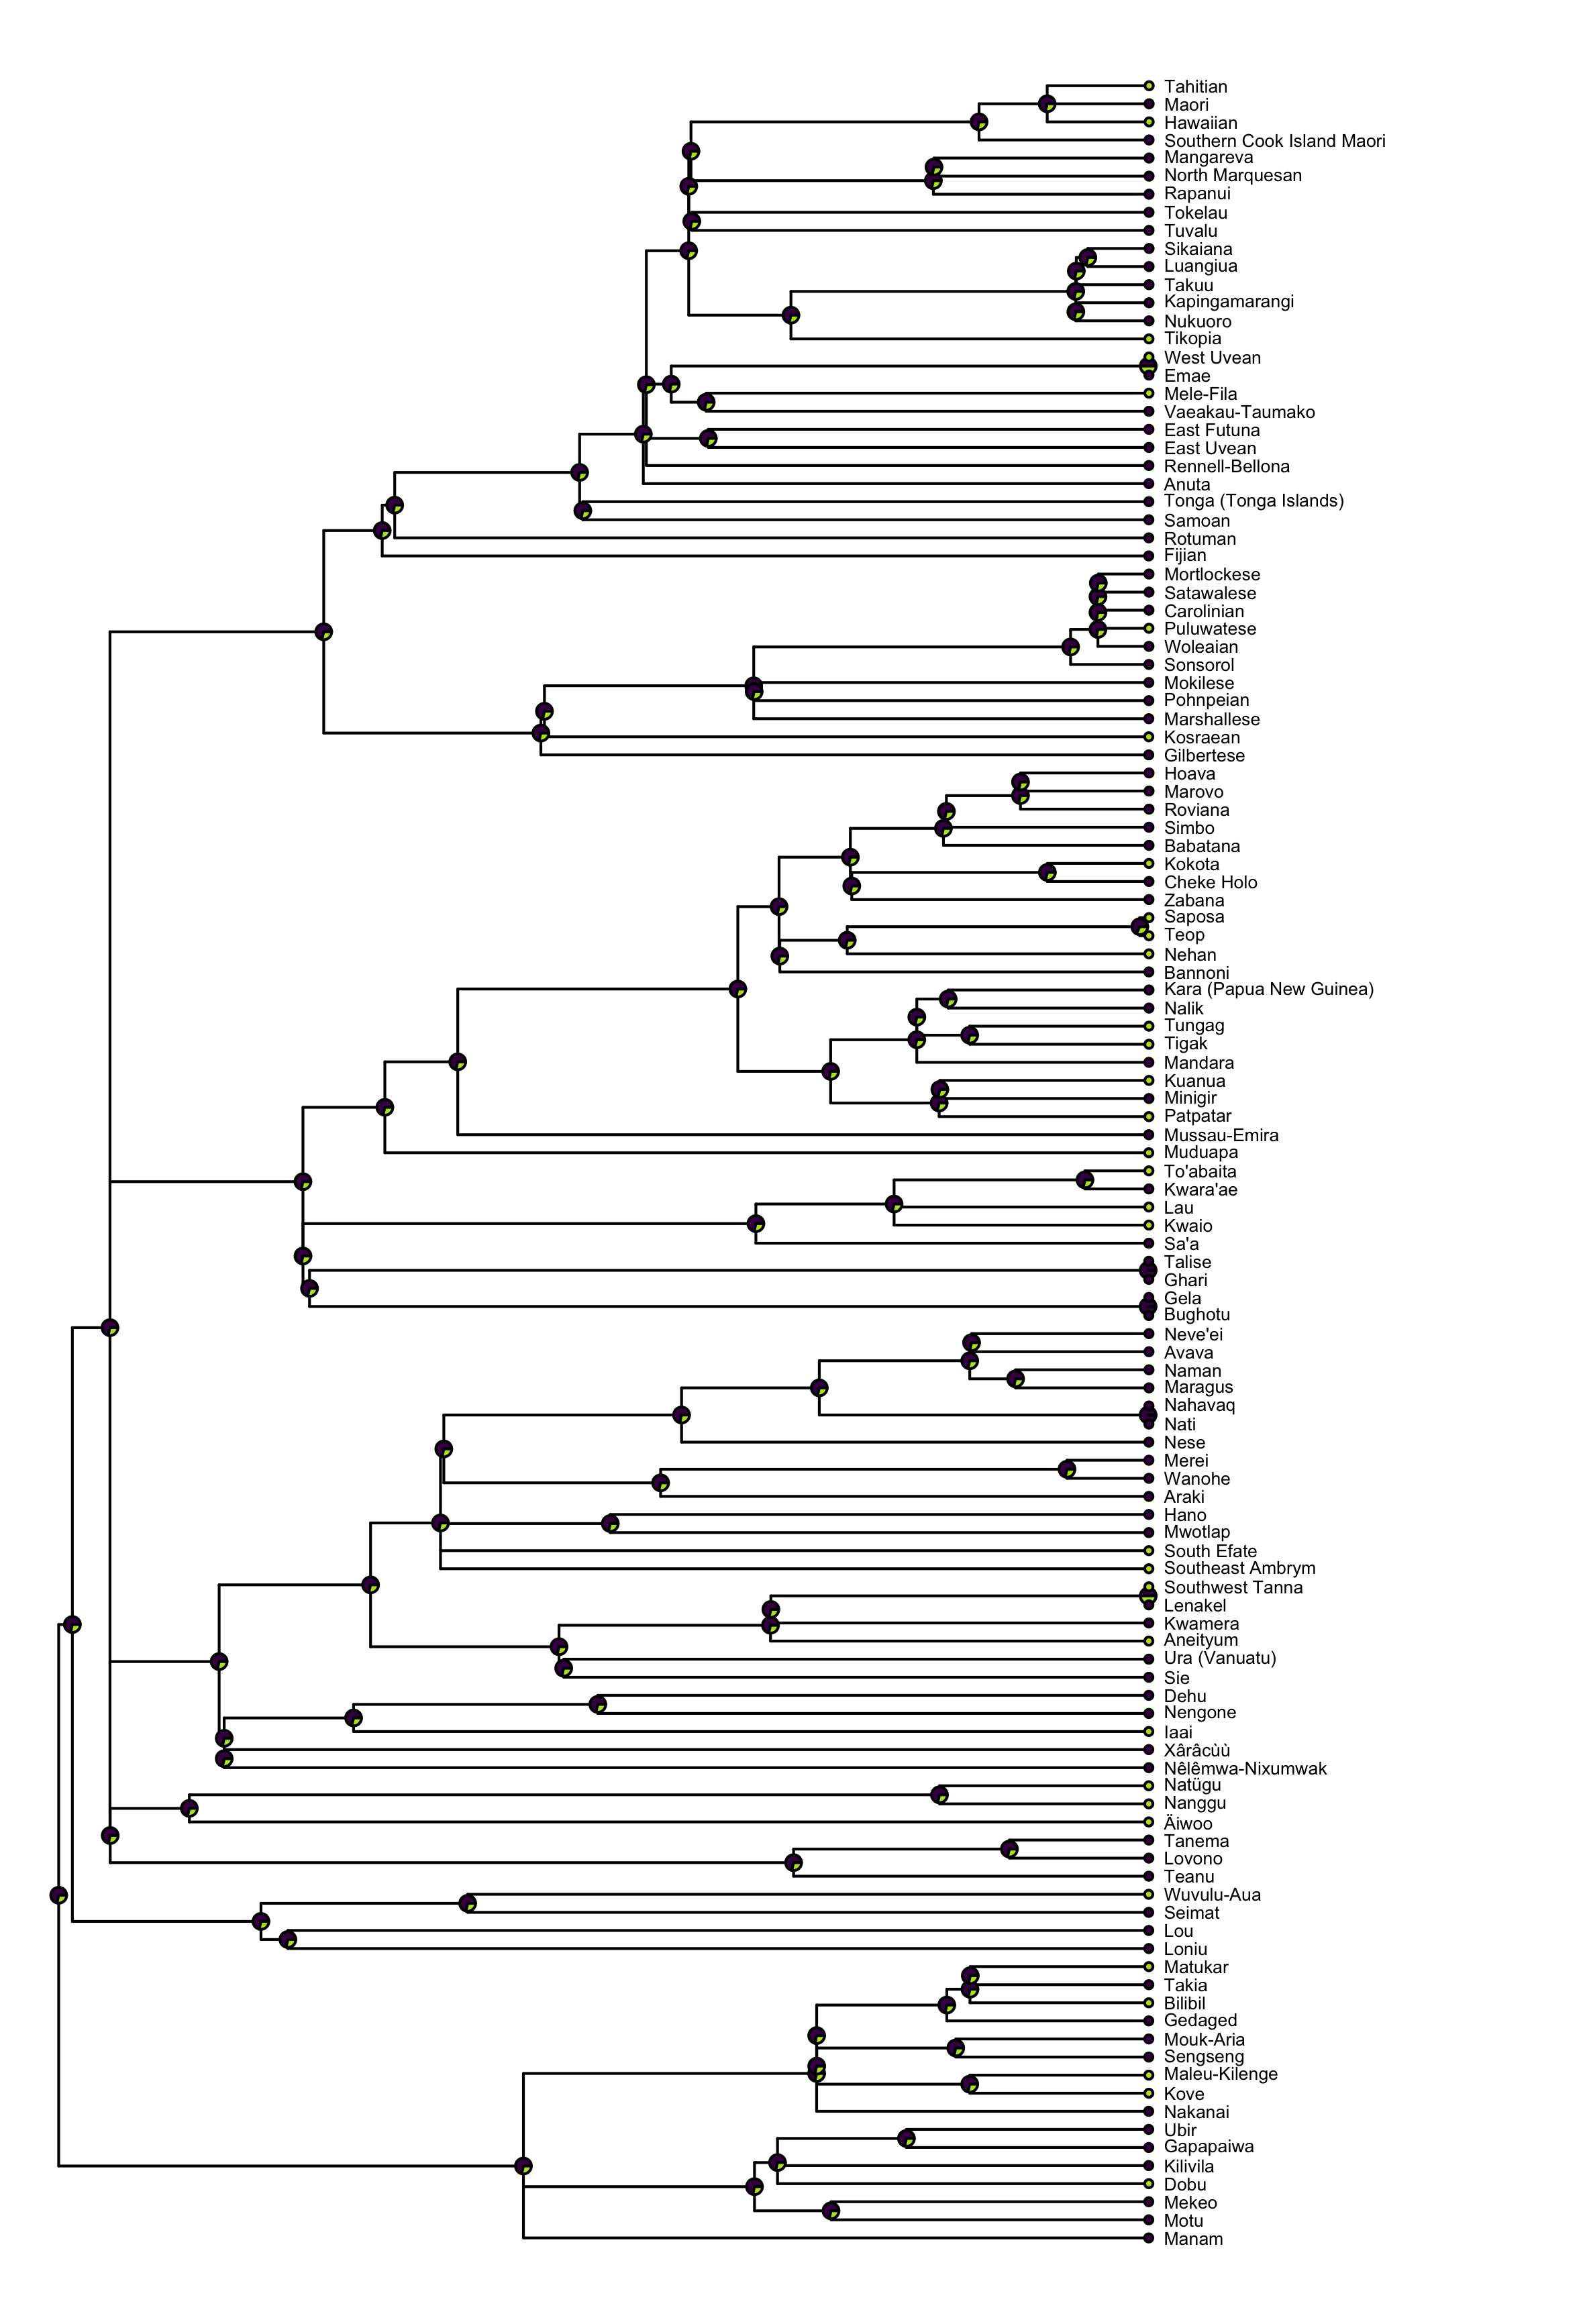 Tahitian
Maori
Hawaiian
Southern Cook Island Maori
Mangareva
North Marquesan
Rapanui
Tokelau
Tuvalu
Sikaiana
Luangiua
Takuu
Kapingamarangi
Nukuoro
Tikopia
West Uvean
Emae
Mele-Fila
Vaeakau-Taumako
East Futuna
East Uvean
Rennell-Bellona
Anuta
Tonga (Tonga Islands)
Samoan
Rotuman
Fijian
Mortlockese
Satawalese
Carolinian
Puluwatese
Woleaian
Sonsorol
Mokilese
Pohnpeian
Marshallese
Kosraean
Gilbertese
Hoava
Marovo
Roviana
Simbo
Babatana
Kokota
Cheke Holo
Zabana
Saposa
Teop
Nehan
Bannoni
Kara (Papua New Guinea)
Nalik
Tungag
Tigak
Mandara
Kuanua
Minigir
Patpatar
Mussau-Emira
Muduapa
To'abaita
Kwara'ae
Lau
Kwaio
Sa'a
Talise
Ghari
Gela
Bughotu
Neve'ei
Avava
Naman
Maragus
Nahavaq
Nati
Nese
Merei
Wanohe
Araki
Hano
Mwotlap
South Efate
Southeast Ambrym
Southwest Tanna
Lenakel
Kwamera
Aneityum
Ura (Vanuatu)
Sie
Dehu
Nengone
Iaai
Xârâcùù
Nêlêmwa-Nixumwak
Natügu
Nanggu
Äiwoo
Tanema
Lovono
Teanu
Wuvulu-Aua
Seimat
Lou
Loniu
Matukar
Takia
Bilibil
Gedaged
Mouk-Aria
Sengseng
Maleu-Kilenge
Kove
Nakanai
Ubir
Gapapaiwa
Kilivila
Dobu
Mekeo
Motu
Manam